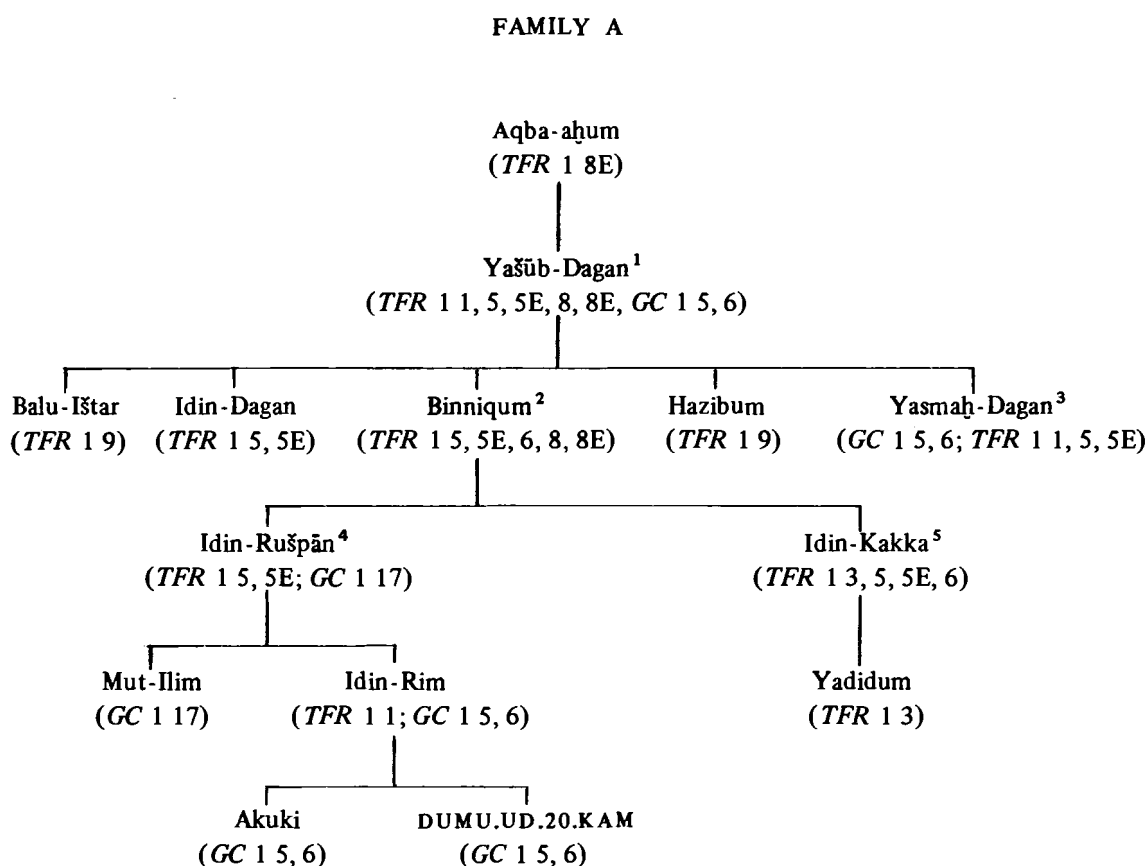 FAMILY A
Aqba-aḫum
(TFR 1 8E)
Yašūb-Dagan¹
(TFR 1 1, 5, 5E, 8, 8E, GC 1 5, 6)
Balu-Ištar Idin-Dagan Binniqum² Hazibum Yasmaḫ-Dagan³
(TFR 1 9) (TFR 1 5, 5E) (TFR 1 5, 5E, 6, 8, 8E) (TFR 1 9) (GC 1 5, 6; TFR 1 1, 5, 5E)
Idin-Rušpān⁴ Idin-Kakka⁵
(TFR 1 5, 5E; GC 1 17) (TFR 1 3, 5, 5E, 6)
Mut-Ilim Idin-Rim Yadidum
(GC 1 17) (TFR 1 1; GC 1 5, 6) (TFR 1 3)
Akuki DUMU.UD.20.KAM
(GC 1 5, 6) (GC 1 5, 6)